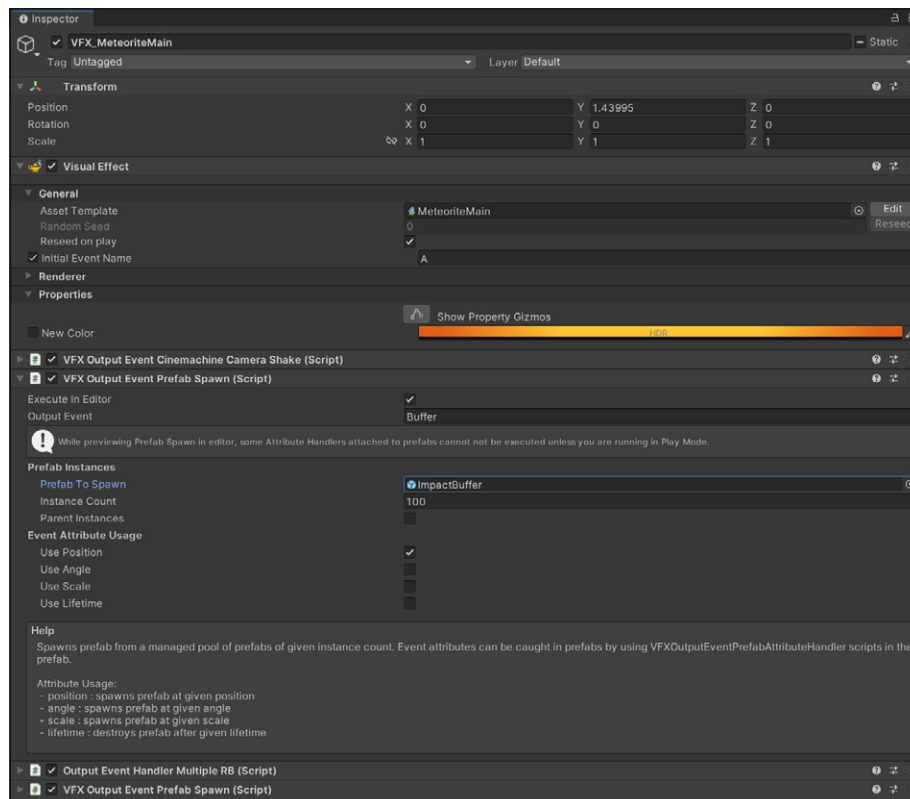 Inspector
VFX_MeteoriteMain Static
Tag Untagged Layer Default
Transform
Position X 0 Y 1.43995 Z 0
Rotation X 0 Y 0 Z 0
Scale X 1 Y 1 Z 1
Visual Effect
General
Asset Template MeteoriteMain Edit
Random Seed 0 Reseed
Reseed on play
Initial Event Name A
Renderer
Properties
Show Property Gizmos
New Color HDR
VFX Output Event Cinemachine Camera Shake (Script)
VFX Output Event Prefab Spawn (Script)
Execute In Editor
Output Event Buffer
While previewing Prefab Spawn in editor, some Attribute Handlers attached to prefabs cannot not be executed unless you are running in Play Mode.
Prefab Instances
Prefab To Spawn ImpactBuffer
Instance Count 100
Parent Instances
Event Attribute Usage
Use Position
Use Angle
Use Scale
Use Lifetime
Help
Spawns prefab from a managed pool of prefabs of given instance count. Event attributes can be caught in prefabs by using VFXOutputEventPrefabAttributeHandler scripts in the
prefab.
Attribute Usage:
- position : spawns prefab at given position
- angle : spawns prefab at given angle
- scale : spawns prefab at given scale
- lifetime : destroys prefab after given lifetime
Output Event Handler Multiple RB (Script)
VFX Output Event Prefab Spawn (Script)